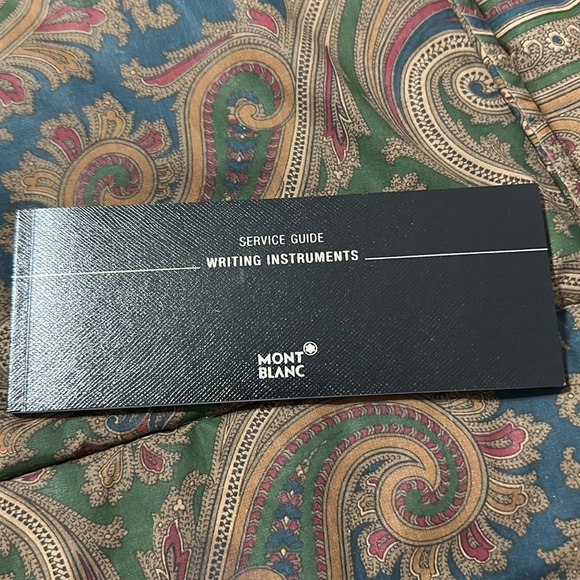 SERVICE GUIDE
WRITING INSTRUMENTS
MONT
BLANC